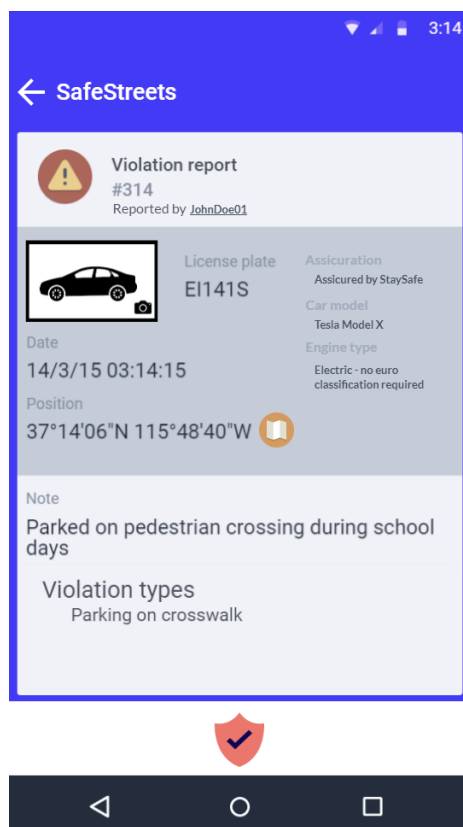 3:14
SafeStreets
Violation report
#314
Reported by JohnDoe01
License plate
EI141S
Assicuration
Assicured by StaySafe
Car model
Tesla Model X
Engine type
Electric - no euro
classification required
Date
14/3/15 03:14:15
Position
37°14'06"N 115°48'40"W
Note
Parked on pedestrian crossing during school
days
Violation types
Parking on crosswalk